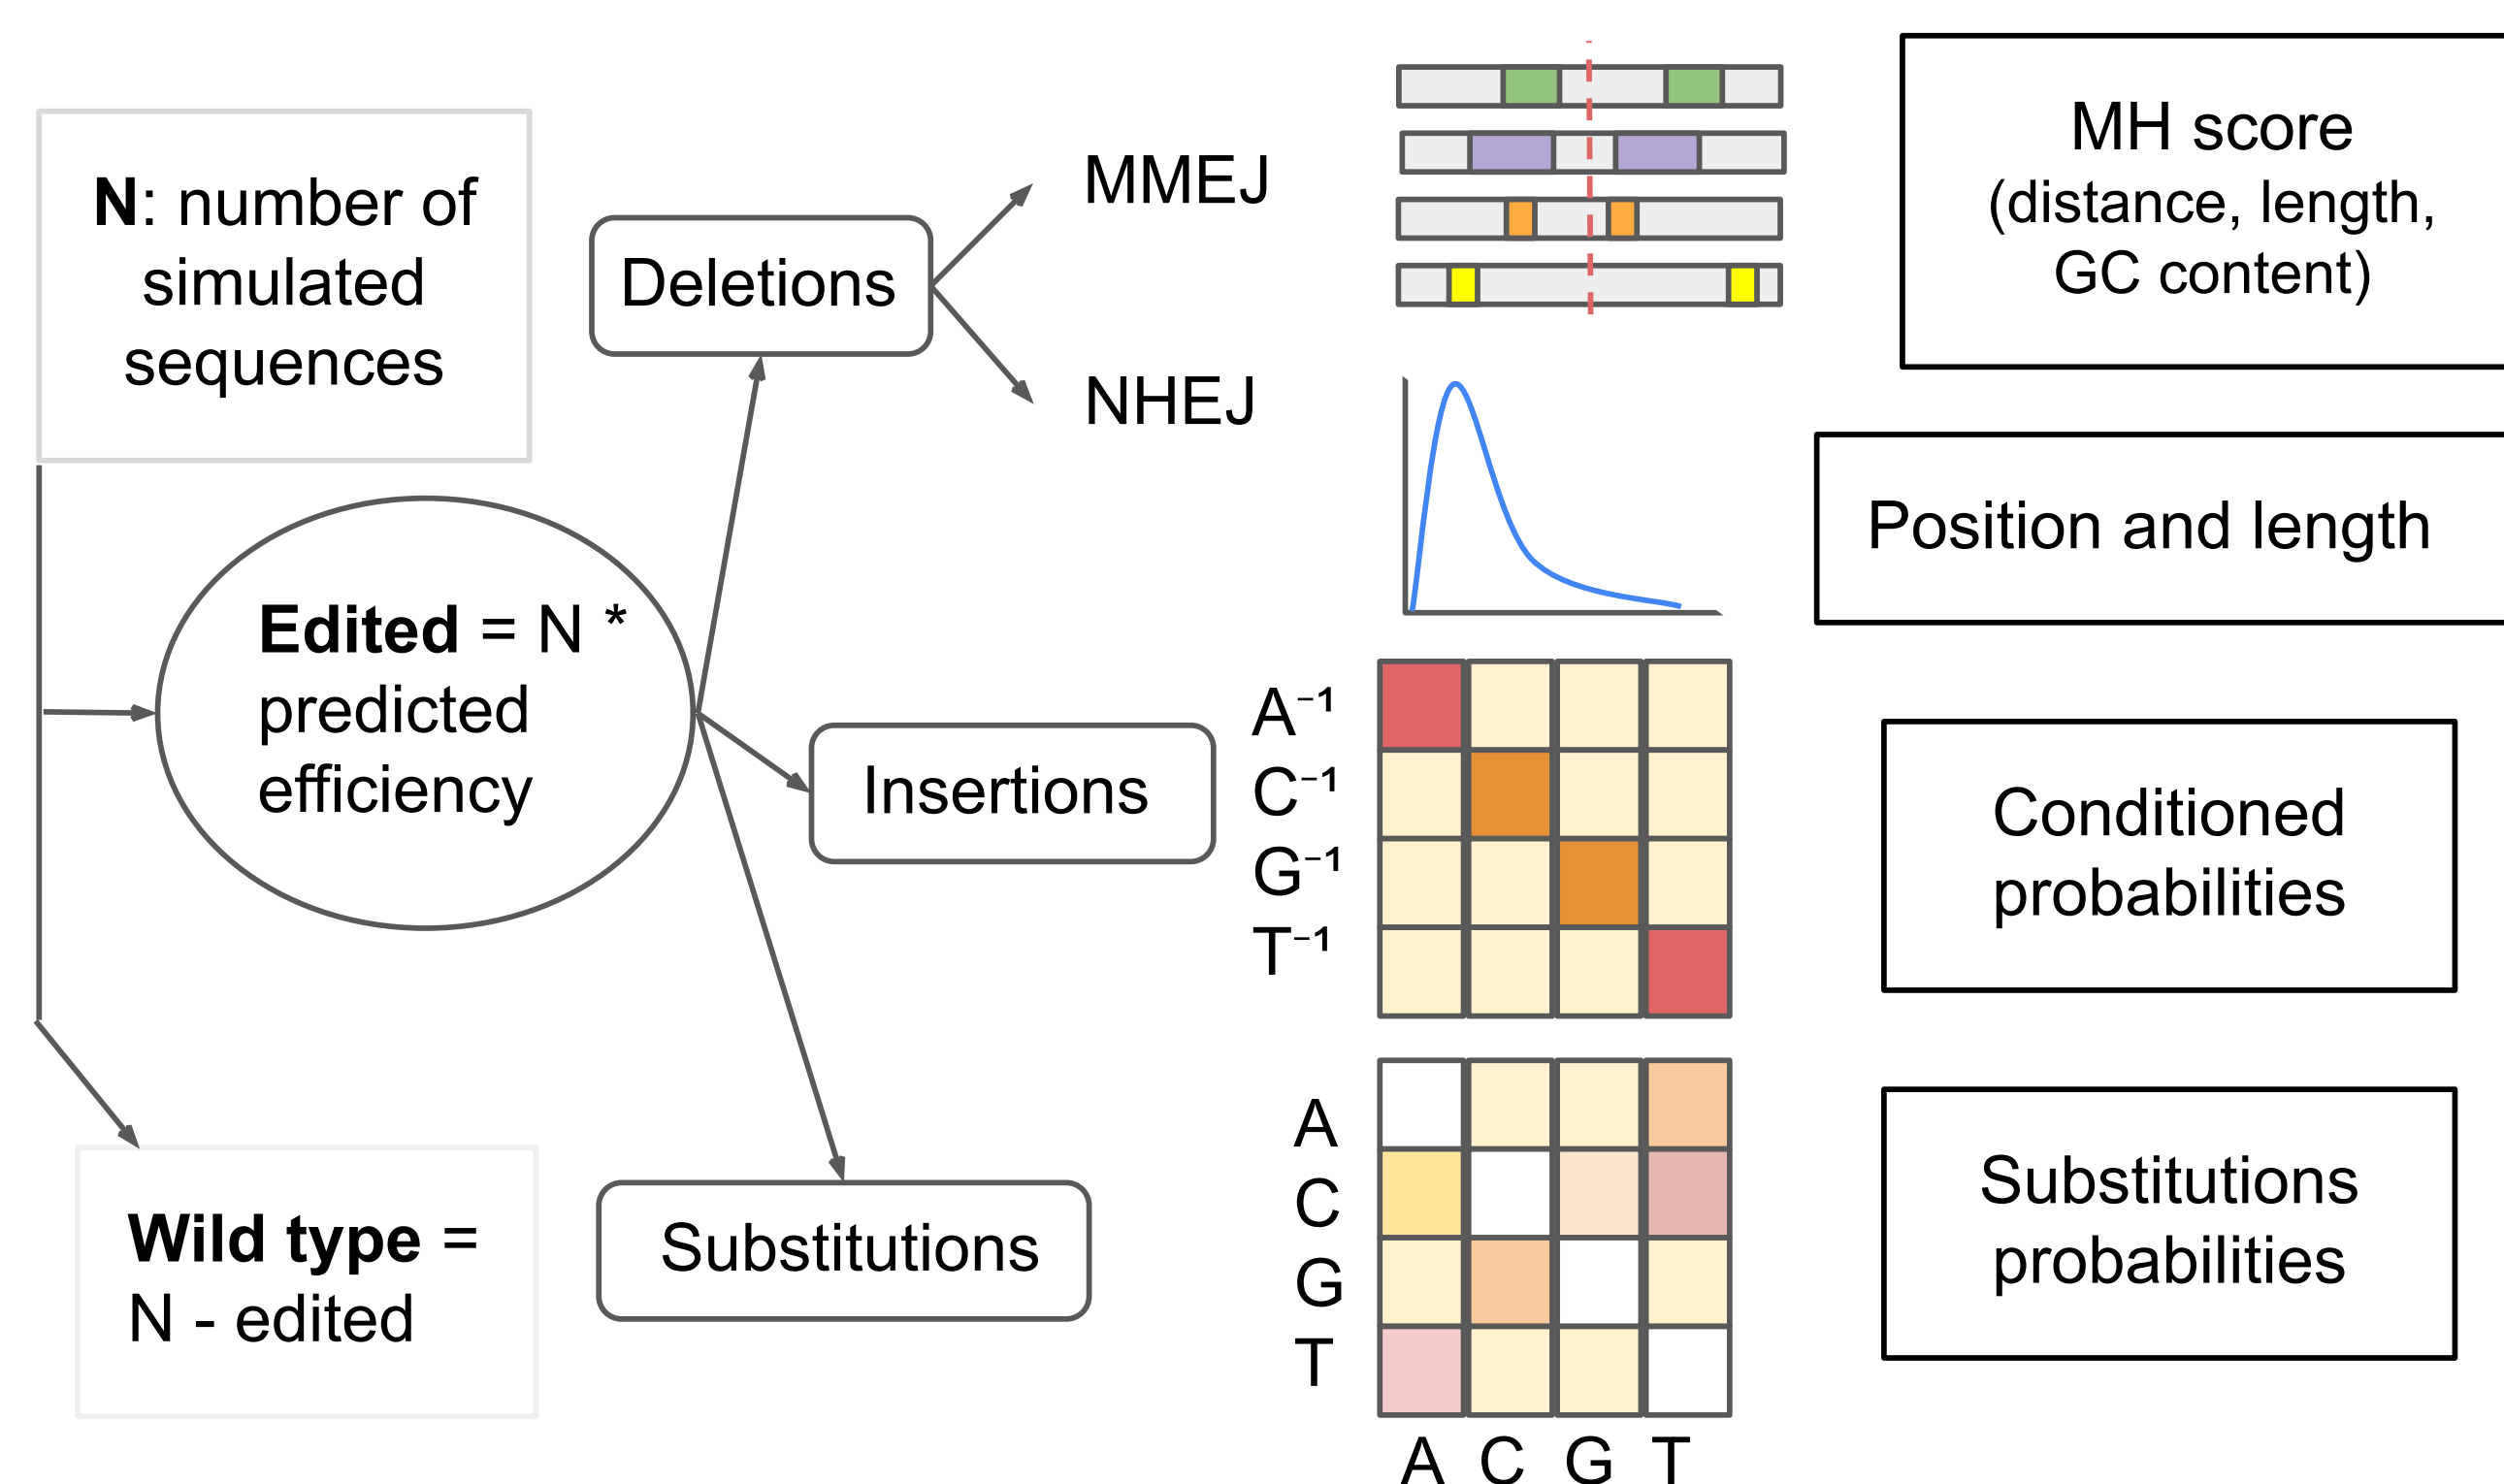 N: number of
simulated
sequences
Edited = N *
predicted
efficiency
Wild type =
N - edited
Deletions
MMEJ
NHEJ
Insertions
Substitutions
MH score
(distance, length,
GC content)
Position and length
A⁻¹
C⁻¹
G⁻¹
T⁻¹
Conditioned
probabilities
A
C
G
T
A C G T
Substitutions
probabilities